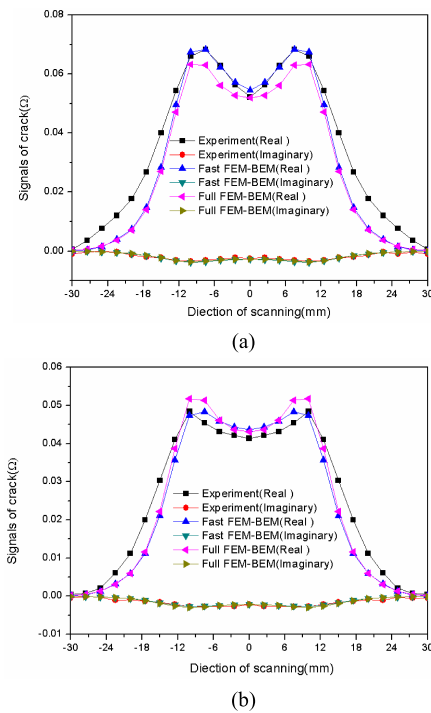 (a)
Signals of crack(Ω)
0.08
0.06
0.04
0.02
0.00
Experiment(Real )
Experiment(Imaginary)
Fast FEM-BEM(Real )
Fast FEM-BEM(Imaginary)
Full FEM-BEM(Real )
Full FEM-BEM(Imaginary)
-30 -24 -18 -12 -6 0 6 12 18 24 30
Diection of scanning(mm)
(b)
Signals of crack(Ω)
0.06
0.05
0.04
0.03
0.02
0.01
0.00
-0.01
Experiment(Real )
Experiment(Imaginary)
Fast FEM-BEM(Real )
Fast FEM-BEM(Imaginary)
Full FEM-BEM(Real )
Full FEM-BEM(Imaginary)
-30 -24 -18 -12 -6 0 6 12 18 24 30
Diection of scanning(mm)